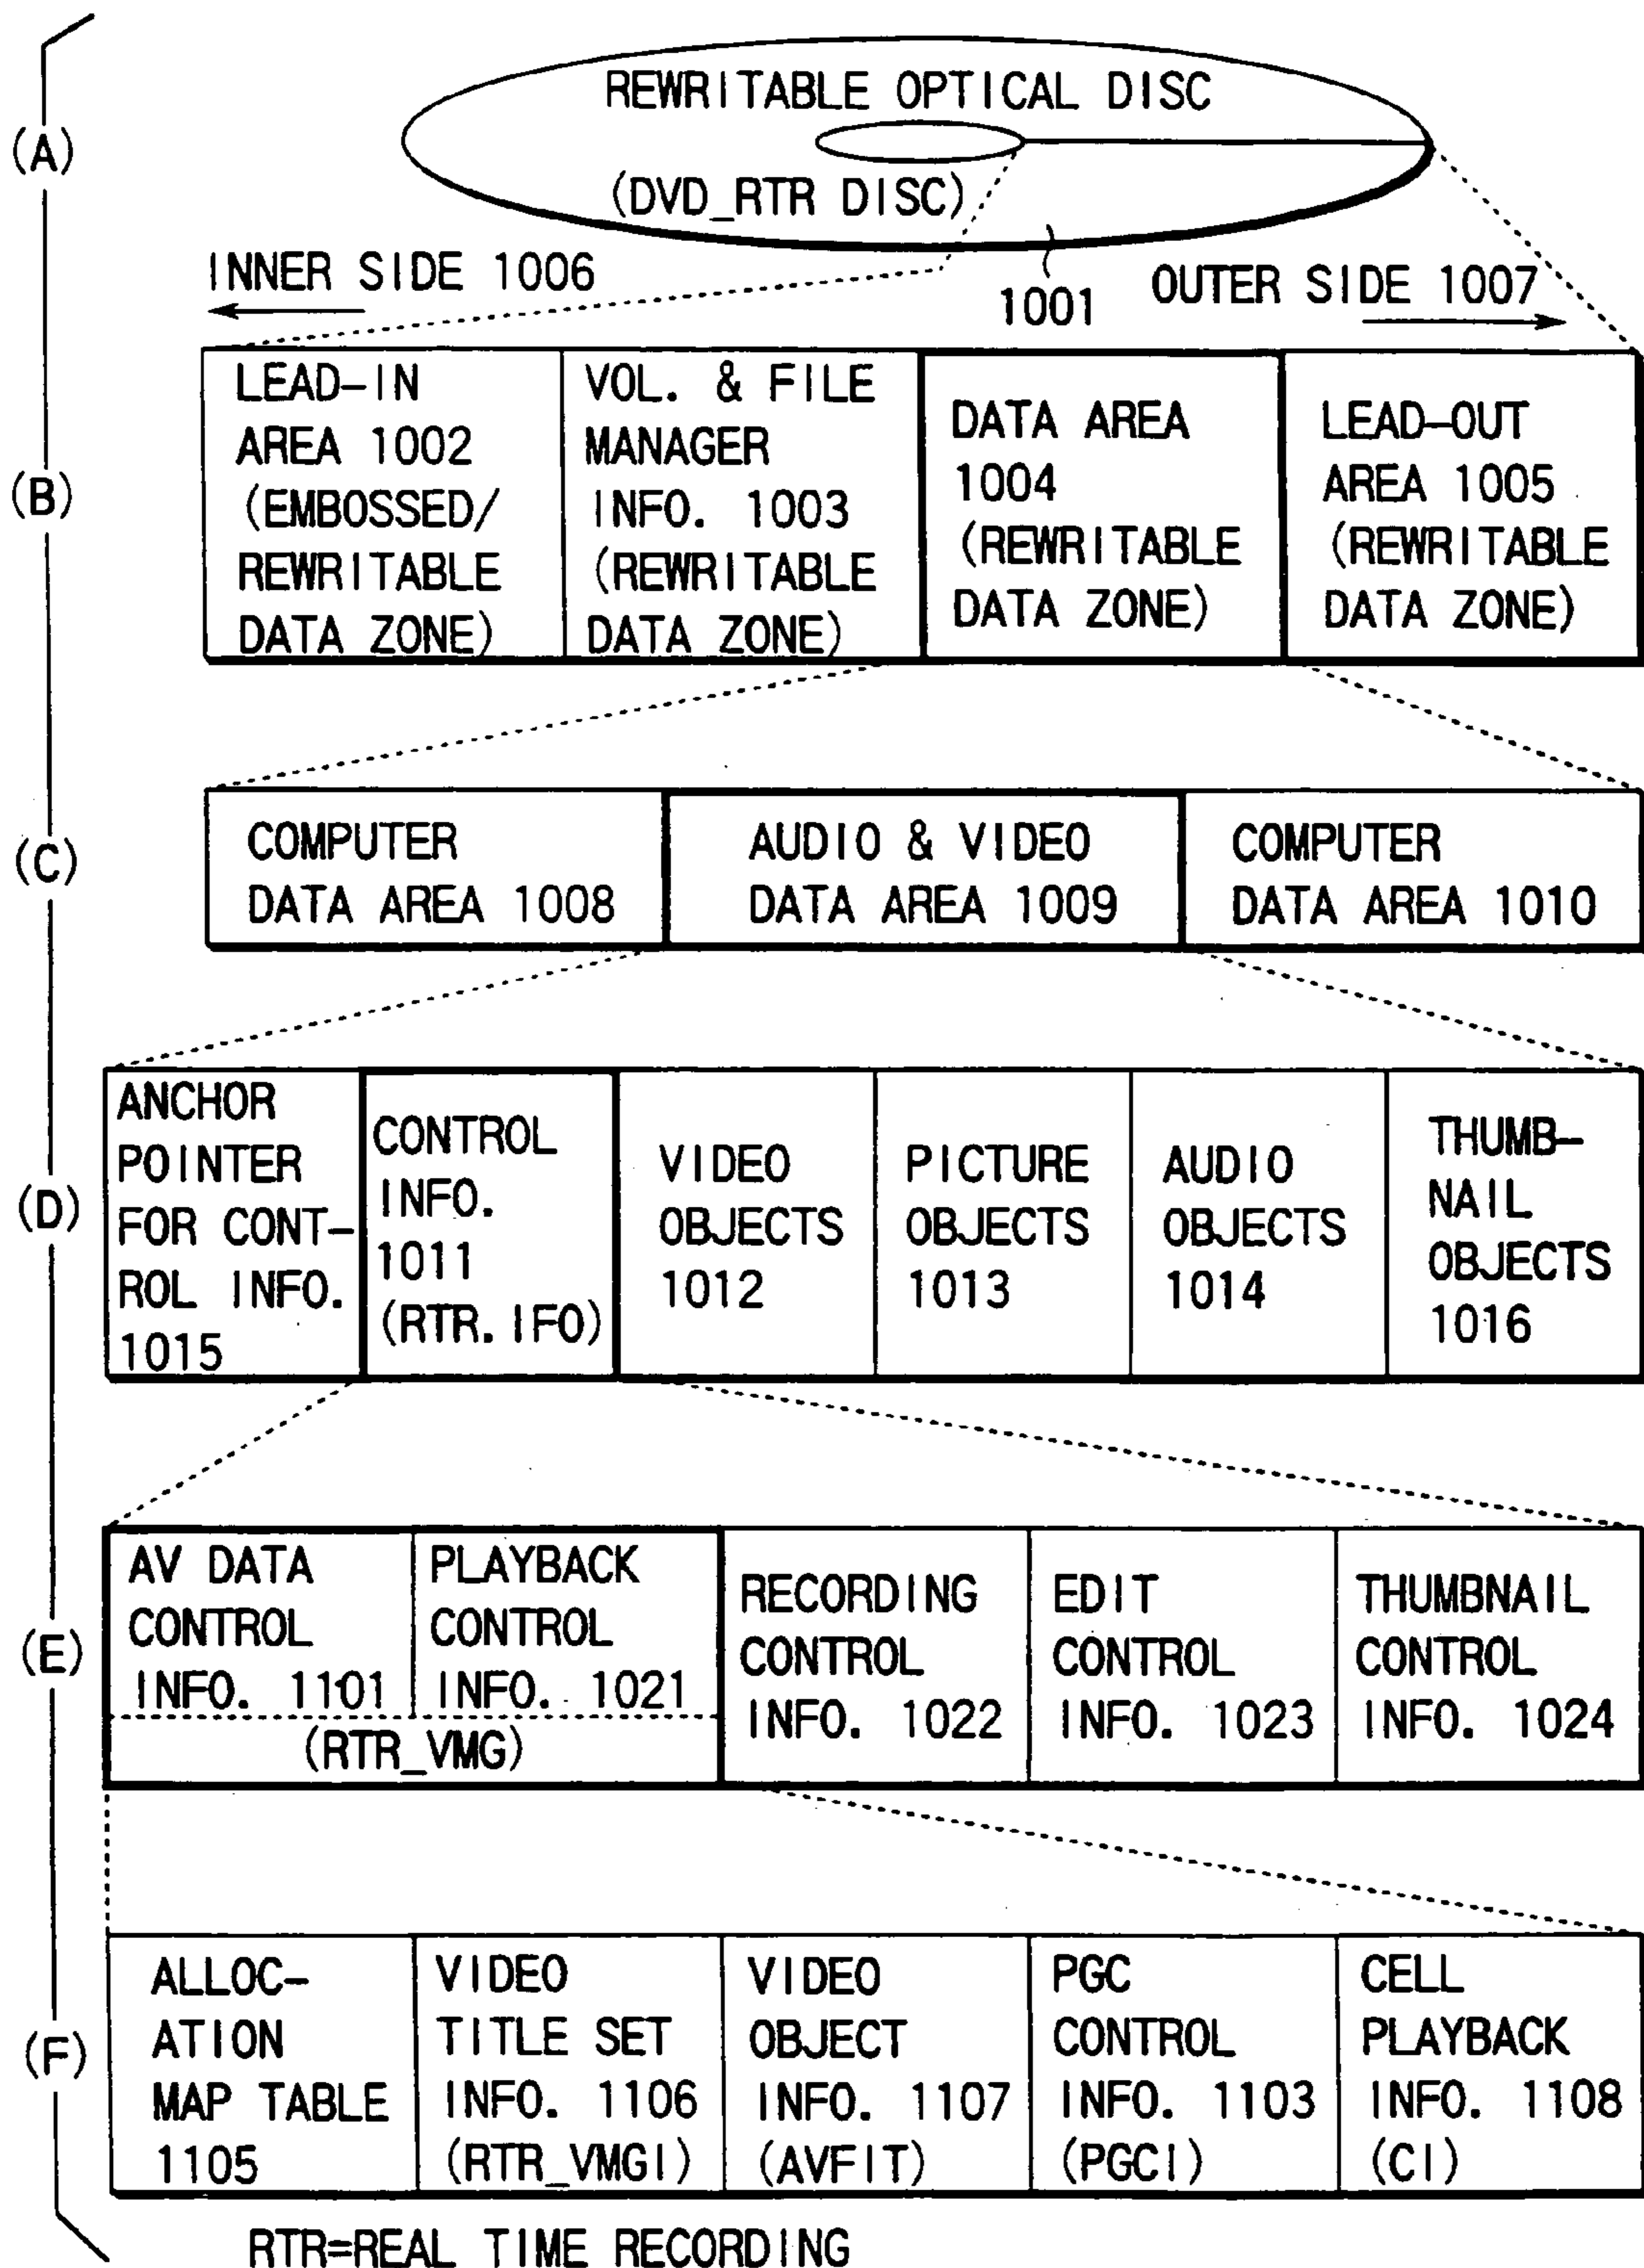 (A)
REWRITABLE OPTICAL DISC
(DVD_RTR DISC)
INNER SIDE 1006
1001
OUTER SIDE 1007
(B)
LEAD-IN
AREA 1002
(EMBOSSED/
REWRITABLE
DATA ZONE)
VOL. & FILE
MANAGER
INFO. 1003
(REWRITABLE
DATA ZONE)
DATA AREA
1004
(REWRITABLE
DATA ZONE)
LEAD-OUT
AREA 1005
(REWRITABLE
DATA ZONE)
(C)
COMPUTER
DATA AREA 1008
AUDIO & VIDEO
DATA AREA 1009
COMPUTER
DATA AREA 1010
(D)
ANCHOR
POINTER
FOR CONT-
ROL INFO.
1015
CONTROL
INFO.
1011
(RTR.IFO)
VIDEO
OBJECTS
1012
PICTURE
OBJECTS
1013
AUDIO
OBJECTS
1014
THUMB-
NAIL
OBJECTS
1016
(E)
AV DATA
CONTROL
INFO. 1101
PLAYBACK
CONTROL
INFO. 1021
(RTR_VMG)
RECORDING
CONTROL
INFO. 1022
EDIT
CONTROL
INFO. 1023
THUMBNAIL
CONTROL
INFO. 1024
(F)
ALLOC-
ATION
MAP TABLE
1105
VIDEO
TITLE SET
INFO. 1106
(RTR_VMGI)
VIDEO
OBJECT
INFO. 1107
(AVFIT)
PGC
CONTROL
INFO. 1103
(PGCI)
CELL
PLAYBACK
INFO. 1108
(CI)
RTR=REAL TIME RECORDING